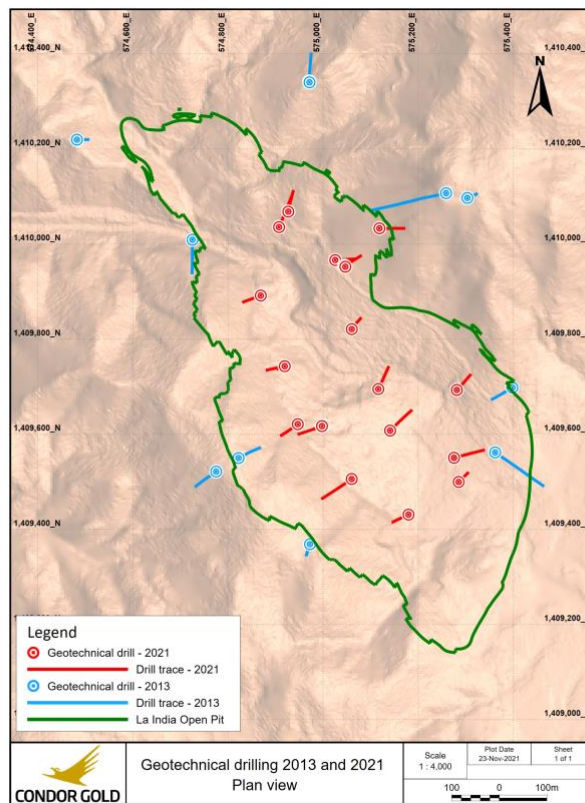 574,400_E
574,600_E
574,800_E
575,000_E
575,200_E
575,400_E
1,410,400_N
1,410,400_N
N
1,410,200_N
1,410,200_N
1,410,000_N
1,410,000_N
1,409,800_N
1,409,800_N
1,409,600_N
1,409,600_N
1,409,400_N
1,409,400_N
1,409,200_N
1,409,200_N
1,409,000_N
Legend
Geotechnical drill - 2021
Drill trace - 2021
Geotechnical drill - 2013
Drill trace - 2013
La India Open Pit
CONDOR GOLD
Geotechnical drilling 2013 and 2021
Plan view
Scale
1 : 4,000
Plot Date
23-Nov-2021
Sheet
1 of 1
100 0 100m